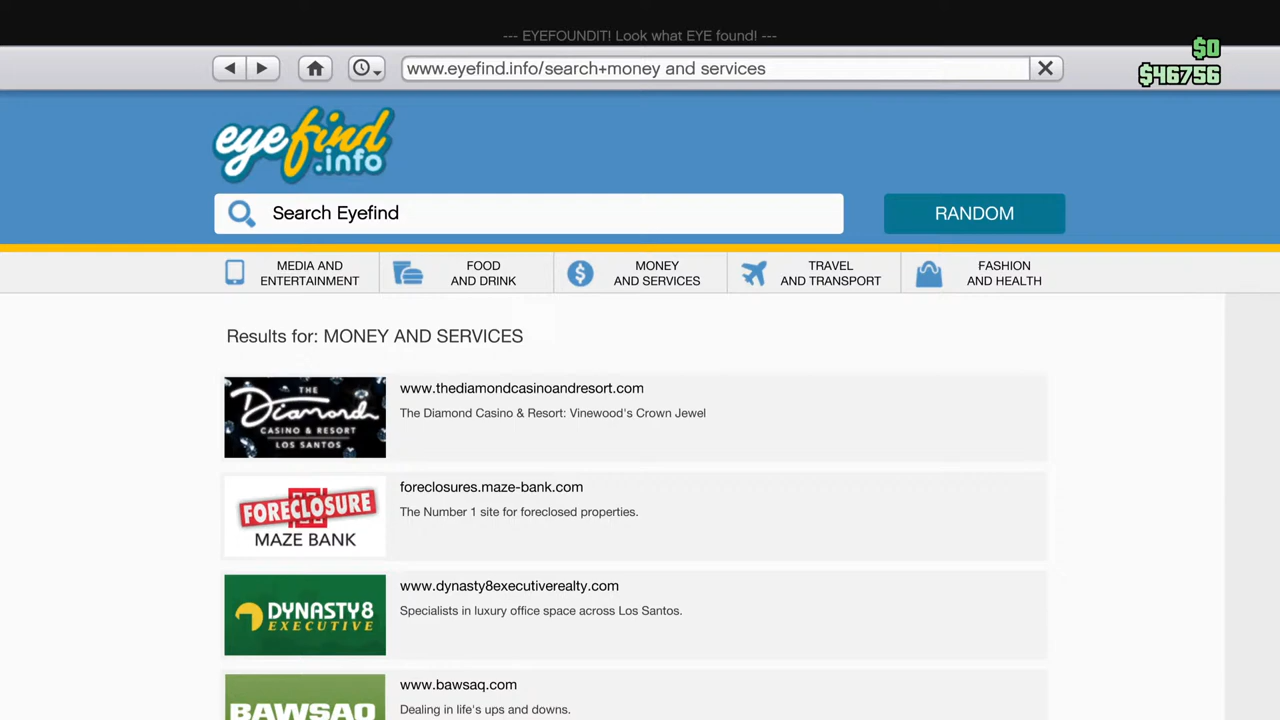 --- EYEFOUNDIT! Look what EYE found! ---
$0
www.eyefind.info/search+money and services
$46756
eyefind
.info
Search Eyefind
RANDOM
MEDIA AND
ENTERTAINMENT
FOOD
AND DRINK
$
MONEY
AND SERVICES
TRAVEL
AND TRANSPORT
FASHION
AND HEALTH
Results for: MONEY AND SERVICES
THE
Diamond
CASINO & RESORT
LOS SANTOS
www.thediamondcasinoandresort.com
The Diamond Casino & Resort: Vinewood's Crown Jewel
FORECLOSURE
MAZE BANK
foreclosures.maze-bank.com
The Number 1 site for foreclosed properties.
DYNASTY8
EXECUTIVE
www.dynasty8executiverealty.com
Specialists in luxury office space across Los Santos.
BAWSAQ
www.bawsaq.com
Dealing in life's ups and downs.